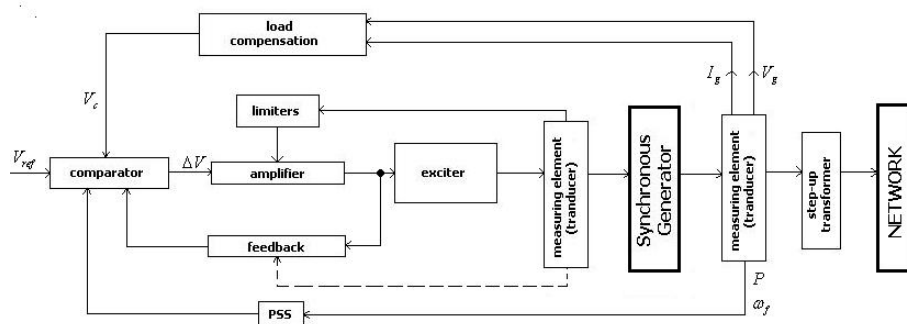 load
compensation
I_g
V_g
V_c
limiters
V_ref
comparator
ΔV
amplifier
exciter
measuring element
(tranducer)
Synchronous
Generator
measuring element
(tranducer)
step-up
transformer
NETWORK
feedback
P
ω_f
PSS